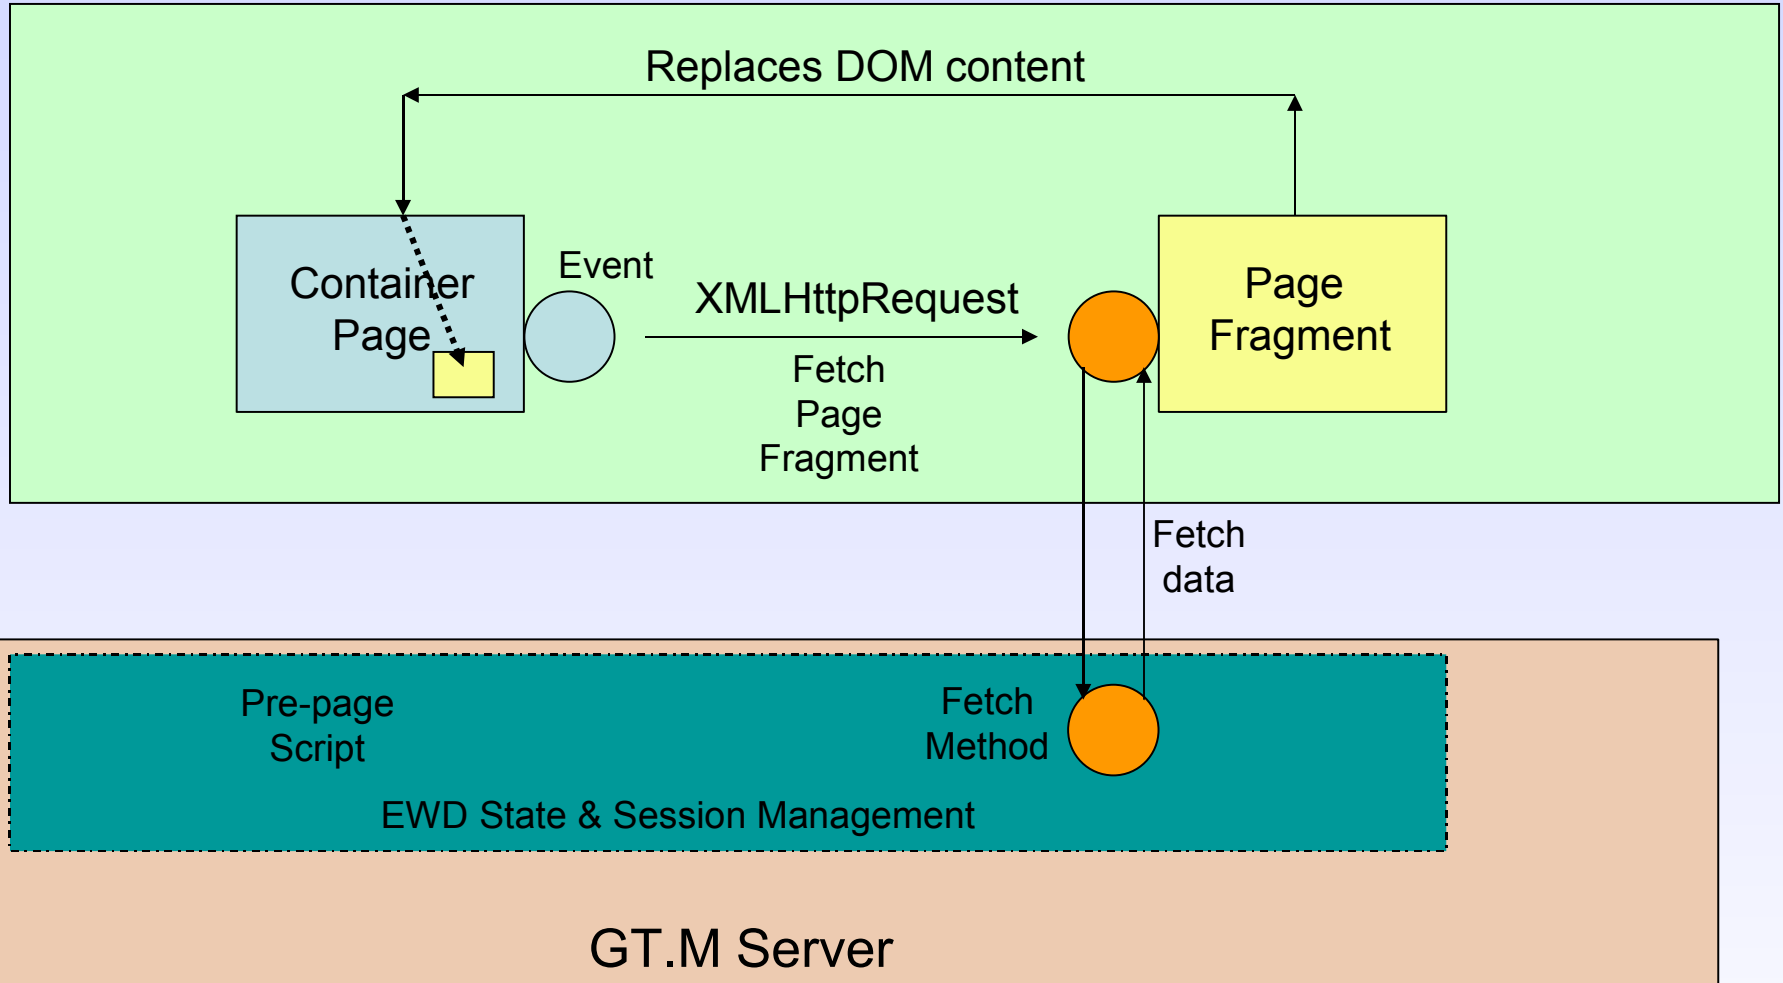 Replaces DOM content
Container
Page
Event
XMLHttpRequest
Fetch
Page
Fragment
Page
Fragment
Fetch
data
Pre-page
Script
Fetch
Method
EWD State & Session Management
GT.M Server